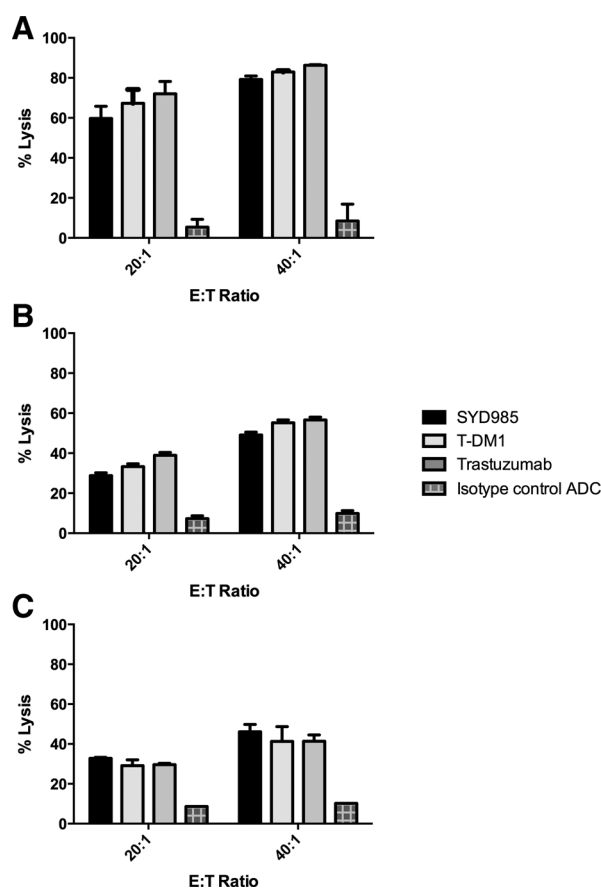 A
100
80
60
40
20
0
% Lysis
20:1
40:1
E:T Ratio
B
100
80
60
40
20
0
% Lysis
20:1
40:1
E:T Ratio
SYD985
T-DM1
Trastuzumab
Isotype control ADC
C
100
80
60
40
20
0
% Lysis
20:1
40:1
E:T Ratio